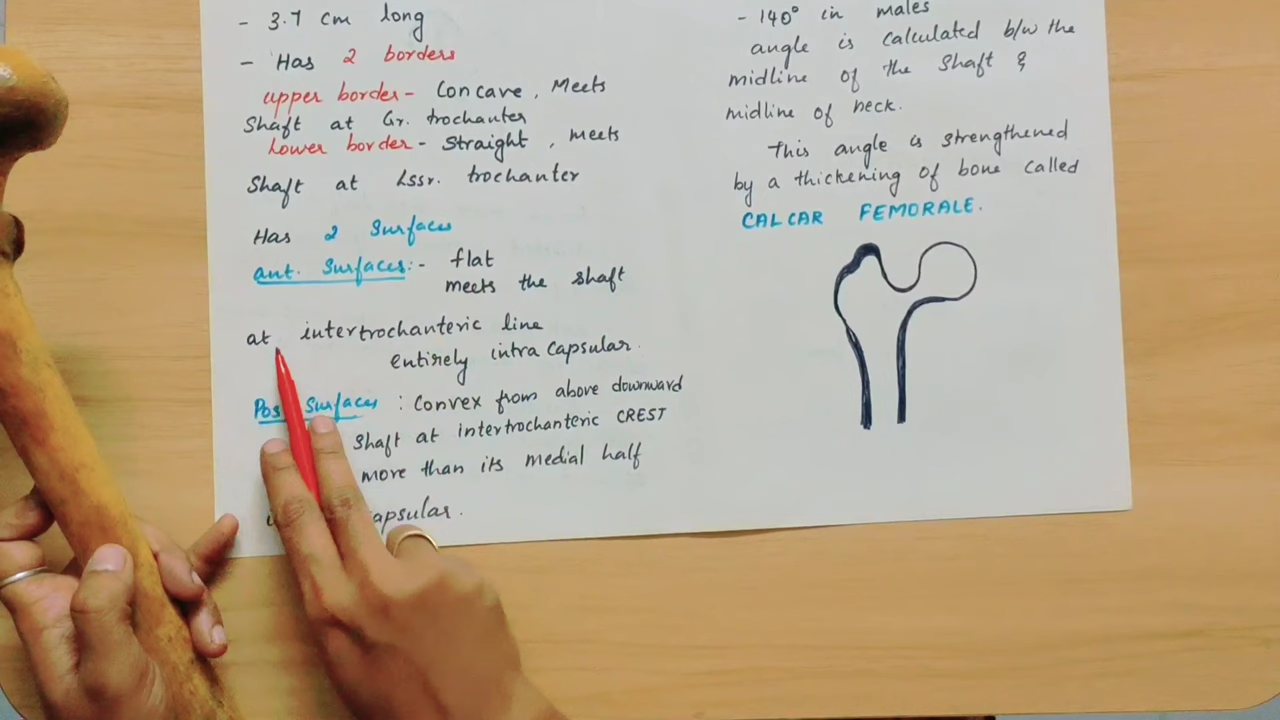 - 3.7 cm long
- Has 2 borders
upper border - Concave, Meets
Shaft at Gr. trochanter
Lower border - Straight, meets
Shaft at Lssr. trochanter
Has 2 Surfaces
ant. Surfaces:- flat
meets the shaft
at intertrochanteric line
entirely intra Capsular.
Pos Surfaces : Convex from above downward
Shaft at intertrochanteric CREST
more than its medial half
apsular.
- 140° in males
angle is calculated b/w the
midline of the Shaft &
midline of neck.
This angle is strengthened
by a thickening of bone called
CALCAR FEMORALE.